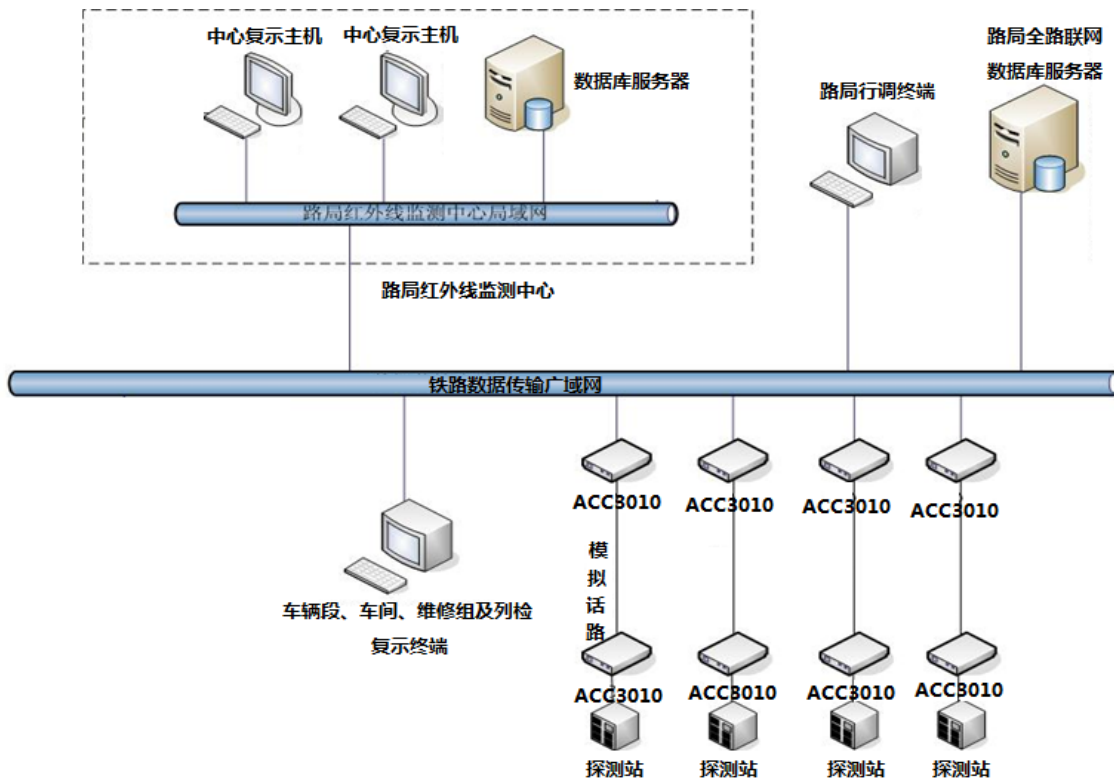 中心复示主机
中心复示主机
数据库服务器
路局全路联网
数据库服务器
路局行调终端
路局红外线监测中心局域网
路局红外线监测中心
铁路数据传输广域网
ACC3010
ACC3010
ACC3010
ACC3010
模拟话路
车辆段、车间、维修组及列检
复示终端
ACC3010
ACC3010
ACC3010
ACC3010
探测站
探测站
探测站
探测站